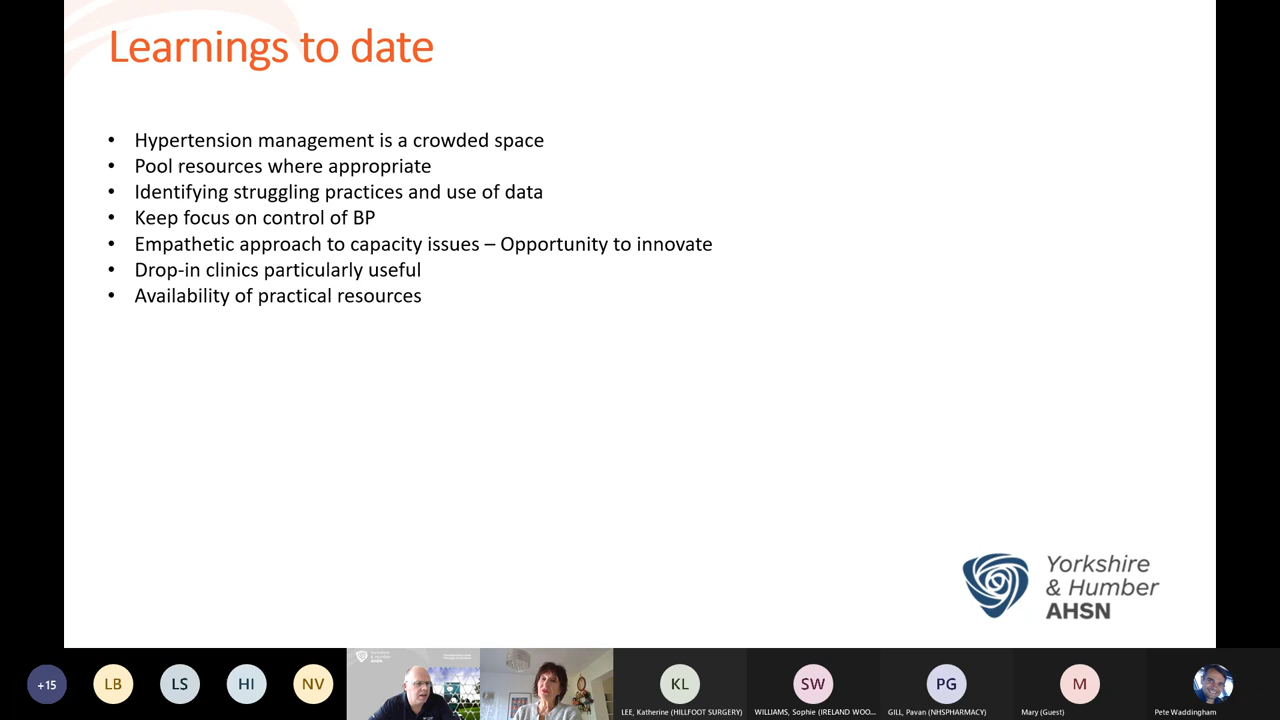 Learnings to date
• Hypertension management is a crowded space
• Pool resources where appropriate
• Identifying struggling practices and use of data
• Keep focus on control of BP
• Empathetic approach to capacity issues – Opportunity to innovate
• Drop-in clinics particularly useful
• Availability of practical resources
Yorkshire
& Humber
AHSN
+15
LB
LS
HI
NV
Yorkshire
& Humber
AHSN
KL
LEE, Katherine (HILLFOOT SURGERY)
SW
WILLIAMS, Sophie (IRELAND WOO...
PG
GILL, Pavan (NHSPHARMACY)
M
Mary (Guest)
Pete Waddingham